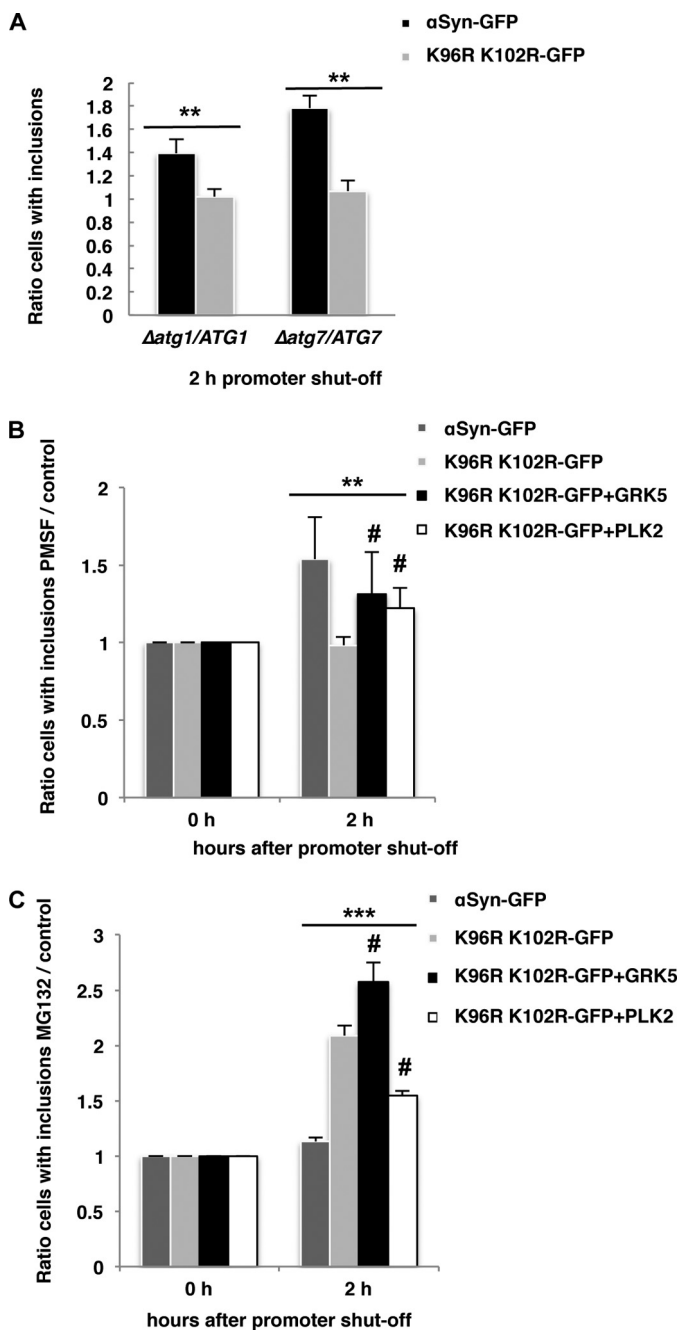 A
αSyn-GFP
K96R K102R-GFP
Ratio cells with inclusions
2
1.8
1.6
1.4
1.2
1
0.8
0.6
0.4
0.2
0
**
**
Δatg1/ATG1
Δatg7/ATG7
2 h promoter shut-off
B
αSyn-GFP
K96R K102R-GFP
K96R K102R-GFP+GRK5
K96R K102R-GFP+PLK2
Ratio cells with inclusions PMSF / control
2
1.5
1
0.5
0
**
#
#
0 h
2 h
hours after promoter shut-off
C
αSyn-GFP
K96R K102R-GFP
K96R K102R-GFP+GRK5
K96R K102R-GFP+PLK2
Ratio cells with inclusions MG132 / control
3
2.5
2
1.5
1
0.5
0
***
#
#
0 h
2 h
hours after promoter shut-off